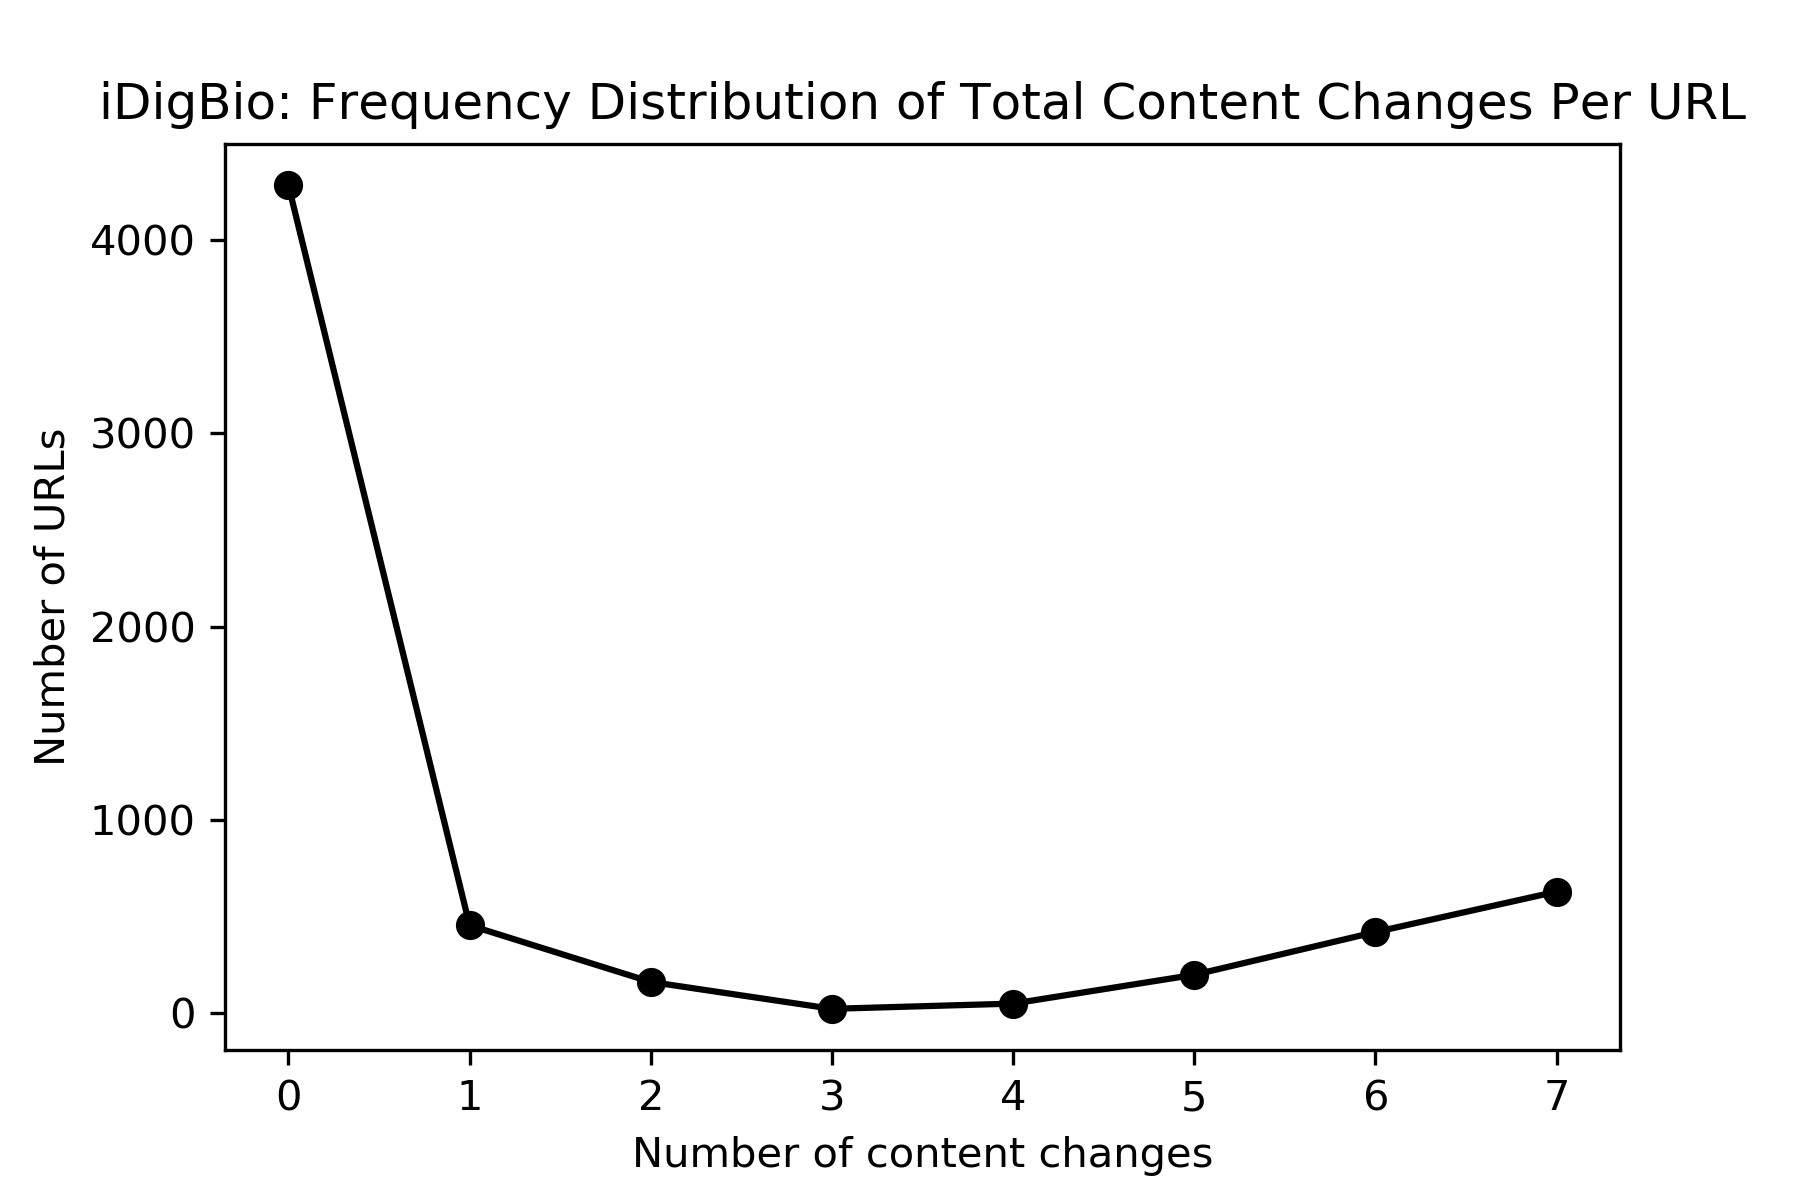 iDigBio: Frequency Distribution of Total Content Changes Per URL
4000
3000
2000
1000
0
Number of URLs
0 1 2 3 4 5 6 7
Number of content changes